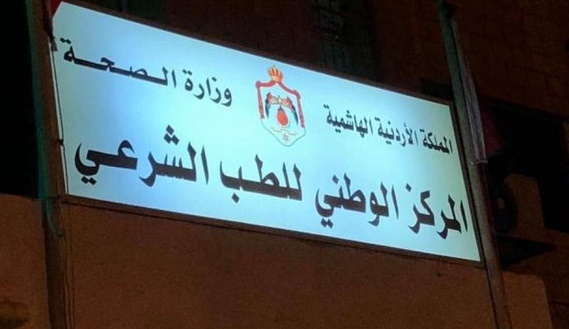 المملكة الأردنية الهاشمية وزارة الصحة
المركز الوطني للطب الشرعي